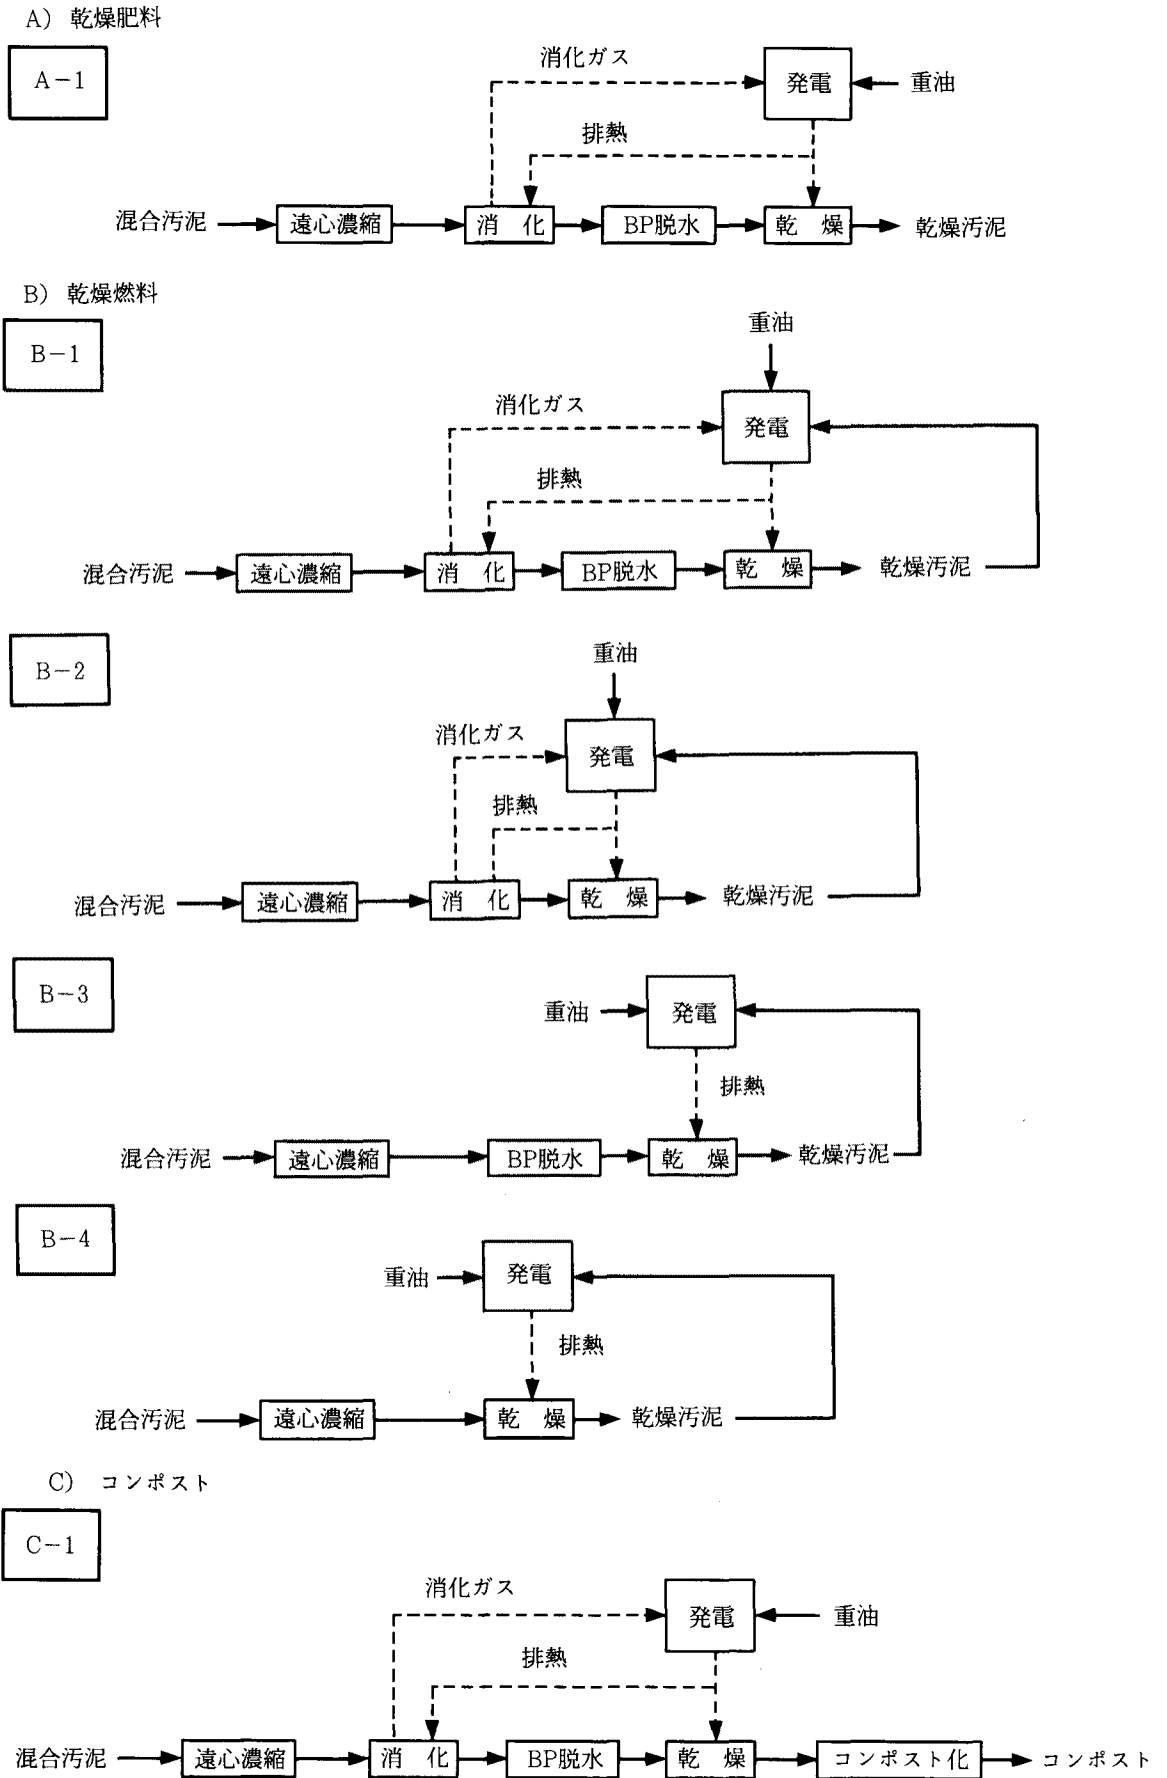 A) 乾燥肥料
A-1
消化ガス
発電
重油
排熱
混合汚泥
遠心濃縮
消 化
BP脱水
乾 燥
乾燥汚泥
B) 乾燥燃料
B-1
重油
消化ガス
発電
排熱
混合汚泥
遠心濃縮
消 化
BP脱水
乾 燥
乾燥汚泥
B-2
重油
消化ガス
発電
排熱
混合汚泥
遠心濃縮
消 化
乾 燥
乾燥汚泥
B-3
重油
発電
排熱
混合汚泥
遠心濃縮
BP脱水
乾 燥
乾燥汚泥
B-4
重油
発電
排熱
混合汚泥
遠心濃縮
乾 燥
乾燥汚泥
C) コンポスト
C-1
消化ガス
発電
重油
排熱
混合汚泥
遠心濃縮
消 化
BP脱水
乾 燥
コンポスト化
コンポスト